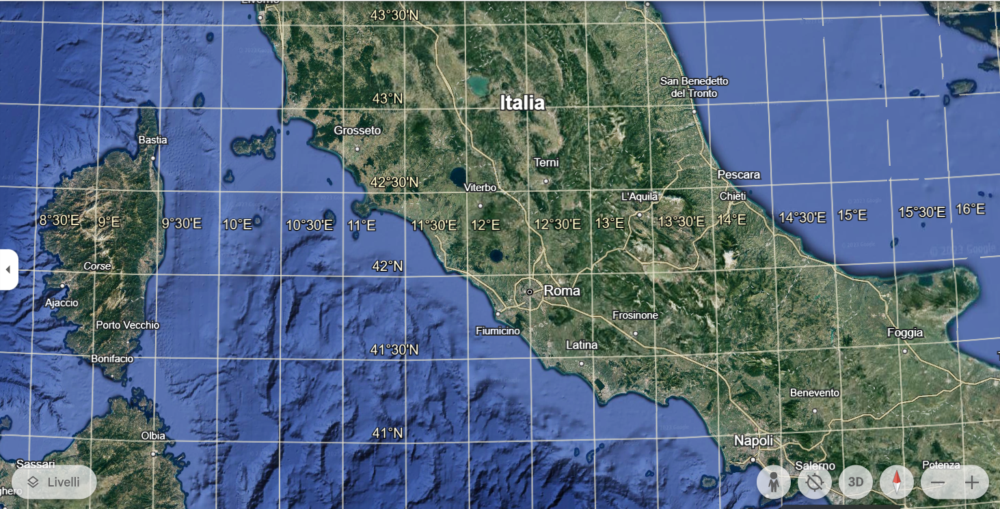 43°30'N
San Benedetto
del Tronto
43°N
Italia
Grosseto
Bastia
Terni
Pescara
42°30'N
Viterbo
L'Aquila
Chieti
8°30'E
9°E
9°30'E
10°E
10°30'E
11°E
11°30'E
12°E
12°30'E
13°E
13°30'E
14°E
14°30'E
15°E
15°30'E
16°E
© 2023 Google
Corse
42°N
Roma
Ajaccio
Frosinone
Porto Vecchio
Fiumicino
Foggia
Latina
41°30'N
Bonifacio
Benevento
Olbia
41°N
Napoli
Sassari
Salerno
Potenza
Livelli
3D